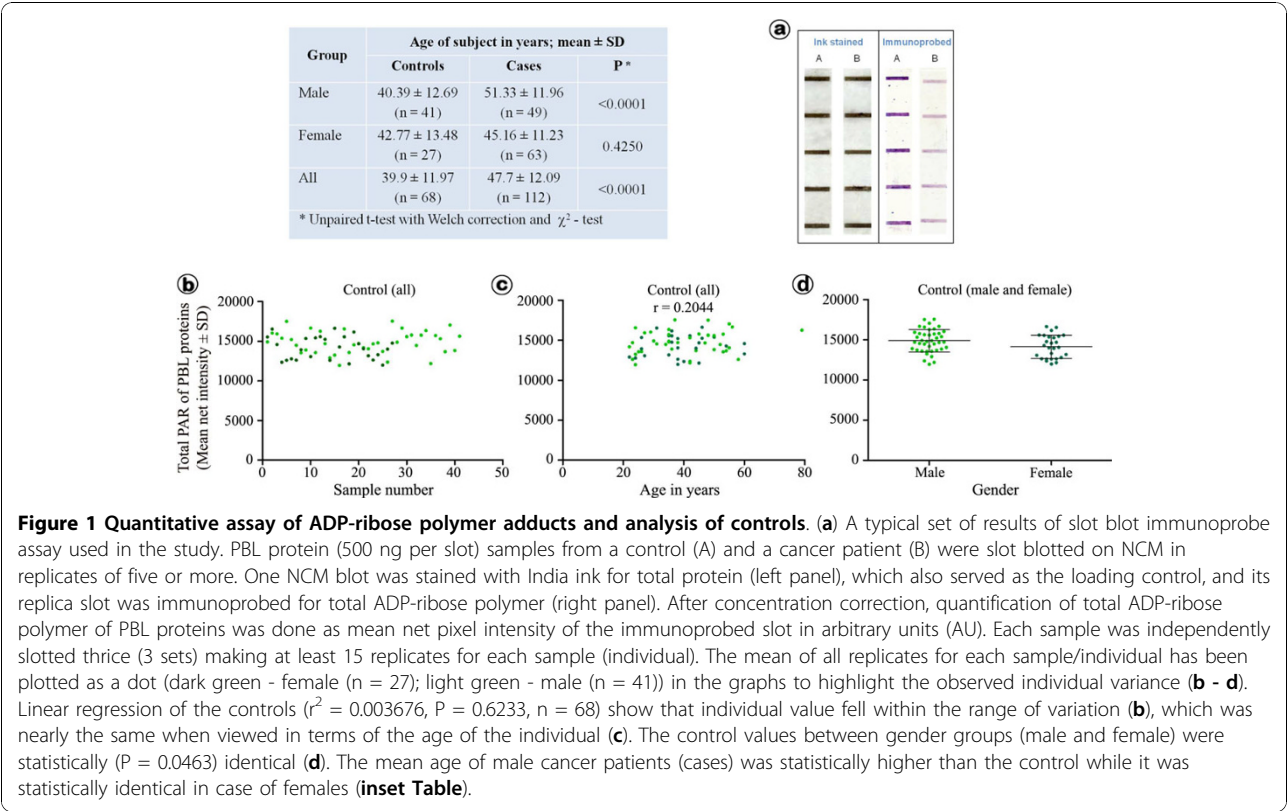 Group
Age of subject in years; mean ± SD
Controls Cases P *
Male 40.39 ± 12.69 51.33 ± 11.96 <0.0001
(n = 41) (n = 49)
Female 42.77 ± 13.48 45.16 ± 11.23 0.4250
(n = 27) (n = 63)
All 39.9 ± 11.97 47.7 ± 12.09 <0.0001
(n = 68) (n = 112)
* Unpaired t-test with Welch correction and χ² - test
a
Ink stained Immunoprobed
A B A B
b
Control (all)
Total PAR of PBL proteins
(Mean net intensity ± SD)
20000
15000
10000
5000
0
0 10 20 30 40 50
Sample number
c
Control (all)
r = 0.2044
20000
15000
10000
5000
0
0 20 40 60 80
Age in years
d
Control (male and female)
20000
15000
10000
5000
0
Male Female
Gender
Figure 1 Quantitative assay of ADP-ribose polymer adducts and analysis of controls. (a) A typical set of results of slot blot immunoprobe
assay used in the study. PBL protein (500 ng per slot) samples from a control (A) and a cancer patient (B) were slot blotted on NCM in
replicates of five or more. One NCM blot was stained with India ink for total protein (left panel), which also served as the loading control, and its
replica slot was immunoprobed for total ADP-ribose polymer (right panel). After concentration correction, quantification of total ADP-ribose
polymer of PBL proteins was done as mean net pixel intensity of the immunoprobed slot in arbitrary units (AU). Each sample was independently
slotted thrice (3 sets) making at least 15 replicates for each sample (individual). The mean of all replicates for each sample/individual has been
plotted as a dot (dark green - female (n = 27); light green - male (n = 41)) in the graphs to highlight the observed individual variance (b - d).
Linear regression of the controls (r² = 0.003676, P = 0.6233, n = 68) show that individual value fell within the range of variation (b), which was
nearly the same when viewed in terms of the age of the individual (c). The control values between gender groups (male and female) were
statistically (P = 0.0463) identical (d). The mean age of male cancer patients (cases) was statistically higher than the control while it was
statistically identical in case of females (inset Table).